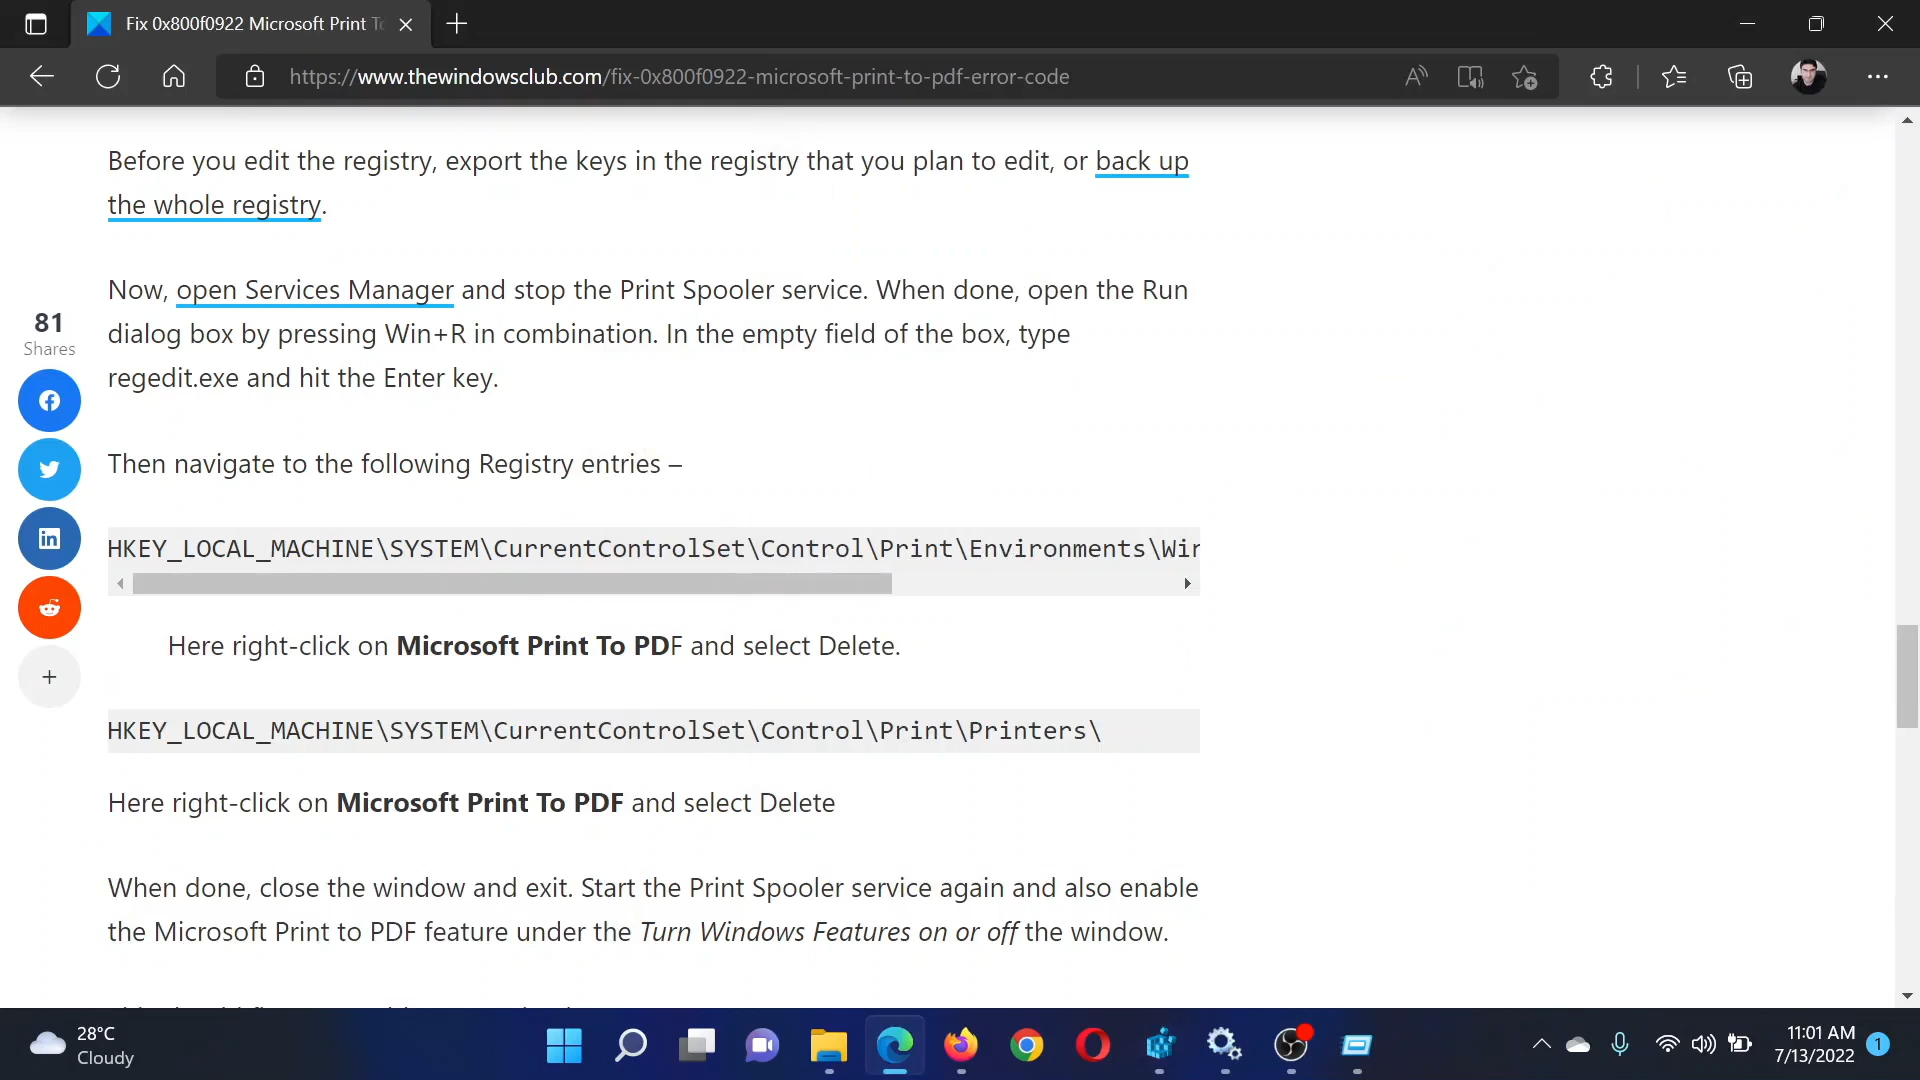 Fix 0x800f0922 Microsoft Print To
https://www.thewindowsclub.com/fix-0x800f0922-microsoft-print-to-pdf-error-code
Before you edit the registry, export the keys in the registry that you plan to edit, or back up
the whole registry.
Now, open Services Manager and stop the Print Spooler service. When done, open the Run
dialog box by pressing Win+R in combination. In the empty field of the box, type
regedit.exe and hit the Enter key.
81
Shares
Then navigate to the following Registry entries –
HKEY_LOCAL_MACHINE\SYSTEM\CurrentControlSet\Control\Print\Environments\Wir
Here right-click on Microsoft Print To PDF and select Delete.
HKEY_LOCAL_MACHINE\SYSTEM\CurrentControlSet\Control\Print\Printers\
Here right-click on Microsoft Print To PDF and select Delete
When done, close the window and exit. Start the Print Spooler service again and also enable
the Microsoft Print to PDF feature under the Turn Windows Features on or off the window.
28°C
Cloudy
11:01 AM
7/13/2022
1